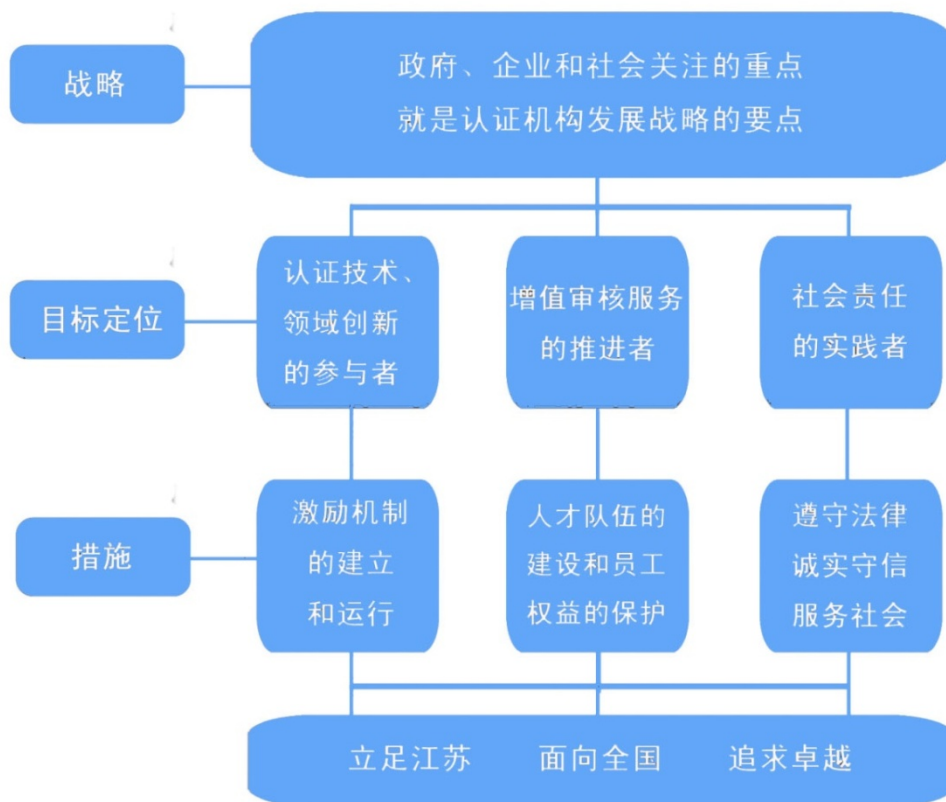 战略
政府、企业和社会关注的重点
就是认证机构发展战略的要点
目标定位
认证技术、
领域创新
的参与者
增值审核服务
的推进者
社会责任
的实践者
措施
激励机制
的建立
和运行
人才队伍的
建设和员工
权益的保护
遵守法律
诚实守信
服务社会
立足江苏 面向全国 追求卓越